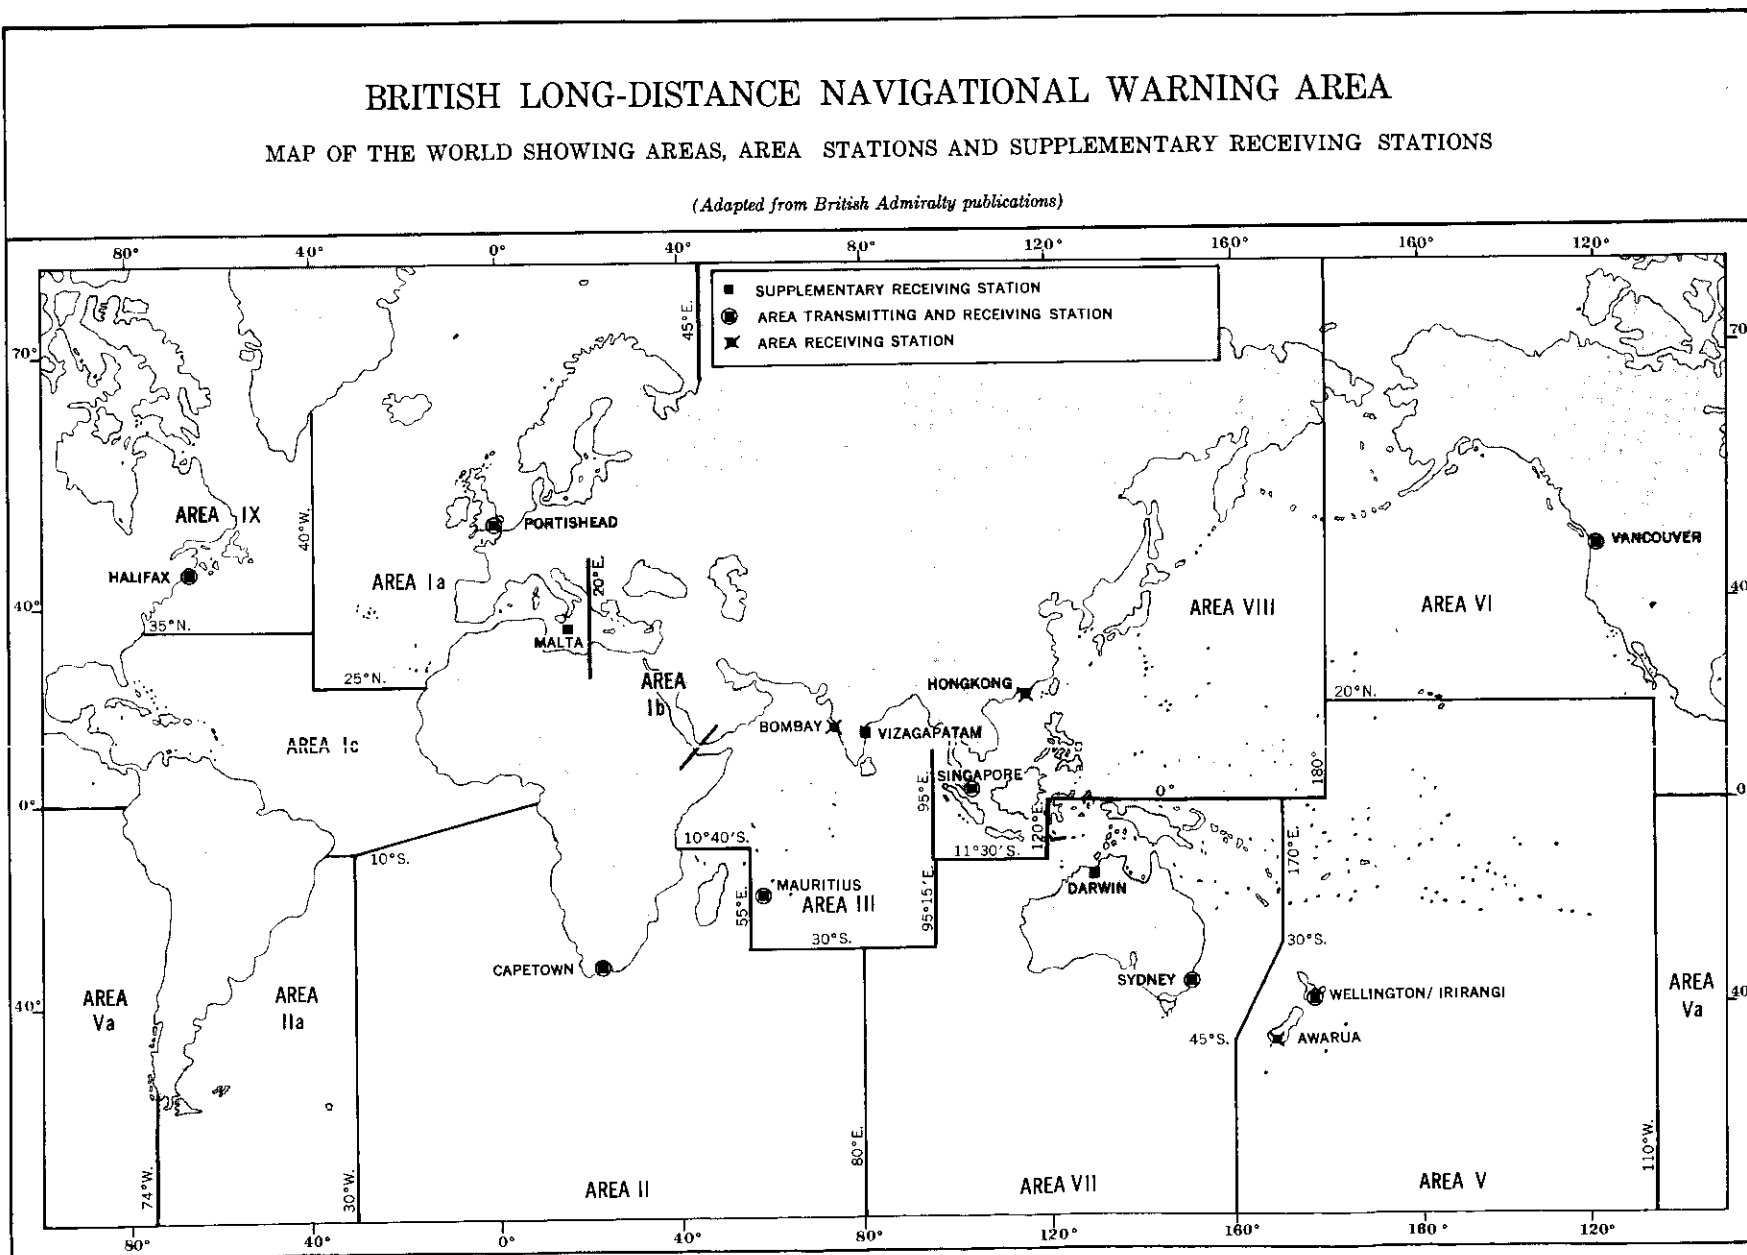 BRITISH LONG-DISTANCE NAVIGATIONAL WARNING AREA
MAP OF THE WORLD SHOWING AREAS, AREA STATIONS AND SUPPLEMENTARY RECEIVING STATIONS
(Adapted from British Admiralty publications)
80° 40° 0° 40° 80° 120° 160° 160° 120°
SUPPLEMENTARY RECEIVING STATION
AREA TRANSMITTING AND RECEIVING STATION
AREA RECEIVING STATION
45°E.
70°
70
AREA IX
40°W.
PORTISHEAD
VANCOUVER
HALIFAX
AREA Ia
20°E.
40°
40
AREA VIII
AREA VI
35°N.
MALTA
25°N.
AREA
Ib
HONGKONG
20°N.
BOMBAY
VIZAGAPATAM
AREA Ic
SINGAPORE
95°E.
180°
0°
0°
0
120°E.
170°E.
10°S.
10°40'S.
11°30'S.
MAURITIUS
AREA III
55°E.
95°15'E.
DARWIN
30°S.
30°S.
CAPETOWN
SYDNEY
WELLINGTON/ IRIRANGI
AREA
Va
AREA
IIa
AREA
Va
40°
40
45°S.
AWARUA
74°W.
30°W.
80°E.
110°W.
AREA II
AREA VII
AREA V
80° 40° 0° 40° 80° 120° 160° 180° 120°